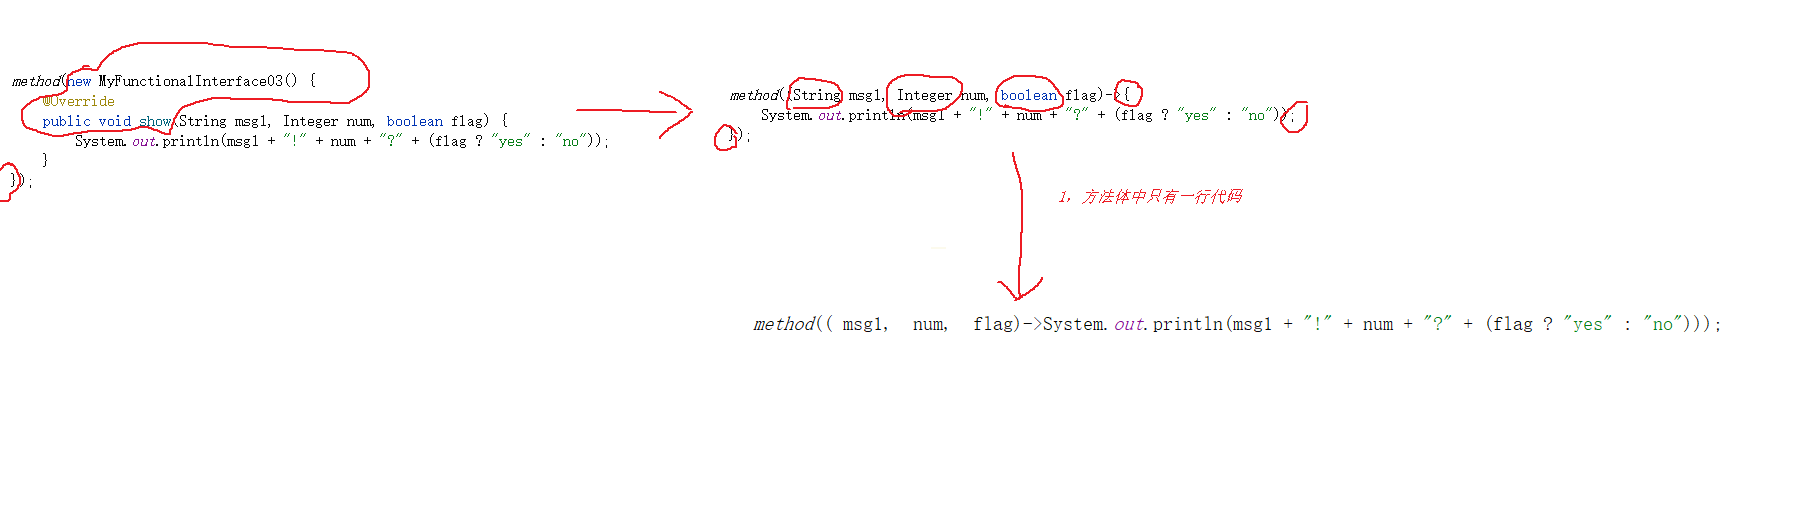 method(new MyFunctionalInterface03() {
@Override
public void show(String msg1, Integer num, boolean flag) {
System.out.println(msg1 + "!" + num + "?" + (flag ? "yes" : "no"));
}
});
method((String msg1, Integer num, boolean flag)->{
System.out.println(msg1 + "!" + num + "?" + (flag ? "yes" : "no"));
});
1，方法体中只有一行代码
method(( msg1, num, flag)->System.out.println(msg1 + "!" + num + "?" + (flag ? "yes" : "no")));